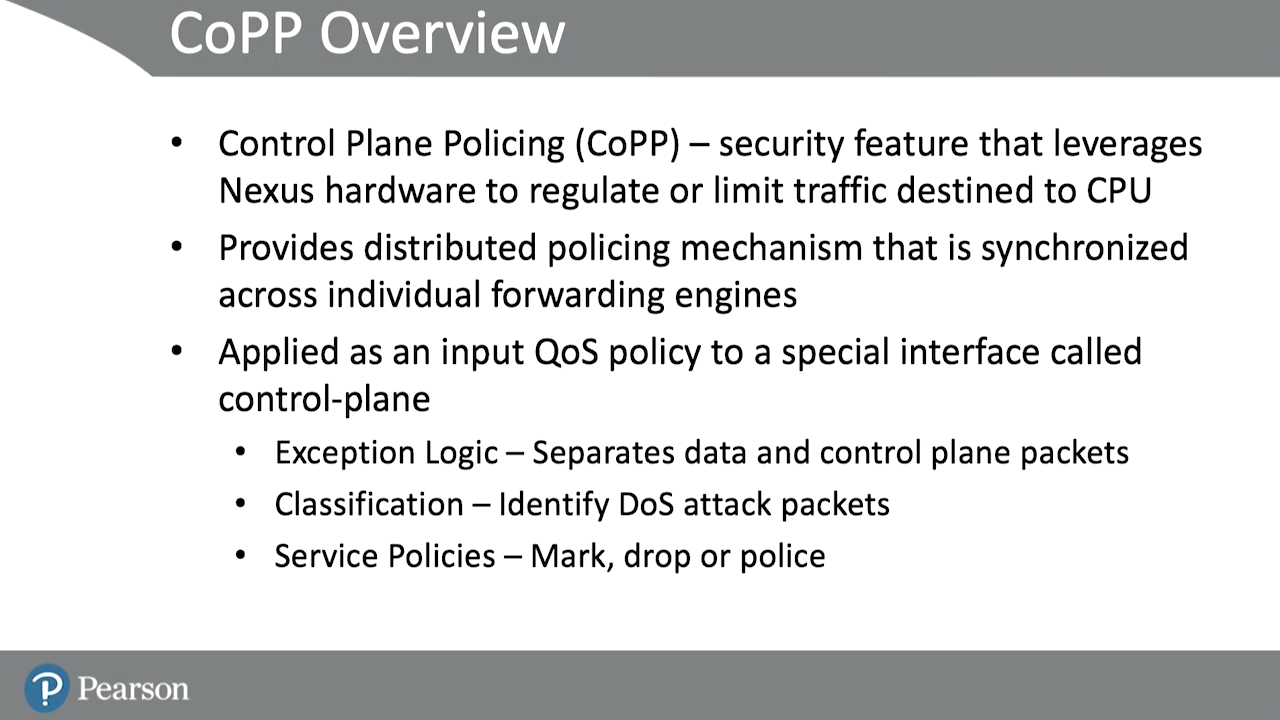 CoPP Overview
• Control Plane Policing (CoPP) – security feature that leverages
Nexus hardware to regulate or limit traffic destined to CPU
• Provides distributed policing mechanism that is synchronized
across individual forwarding engines
• Applied as an input QoS policy to a special interface called
control-plane
• Exception Logic – Separates data and control plane packets
• Classification – Identify DoS attack packets
• Service Policies – Mark, drop or police
Pearson